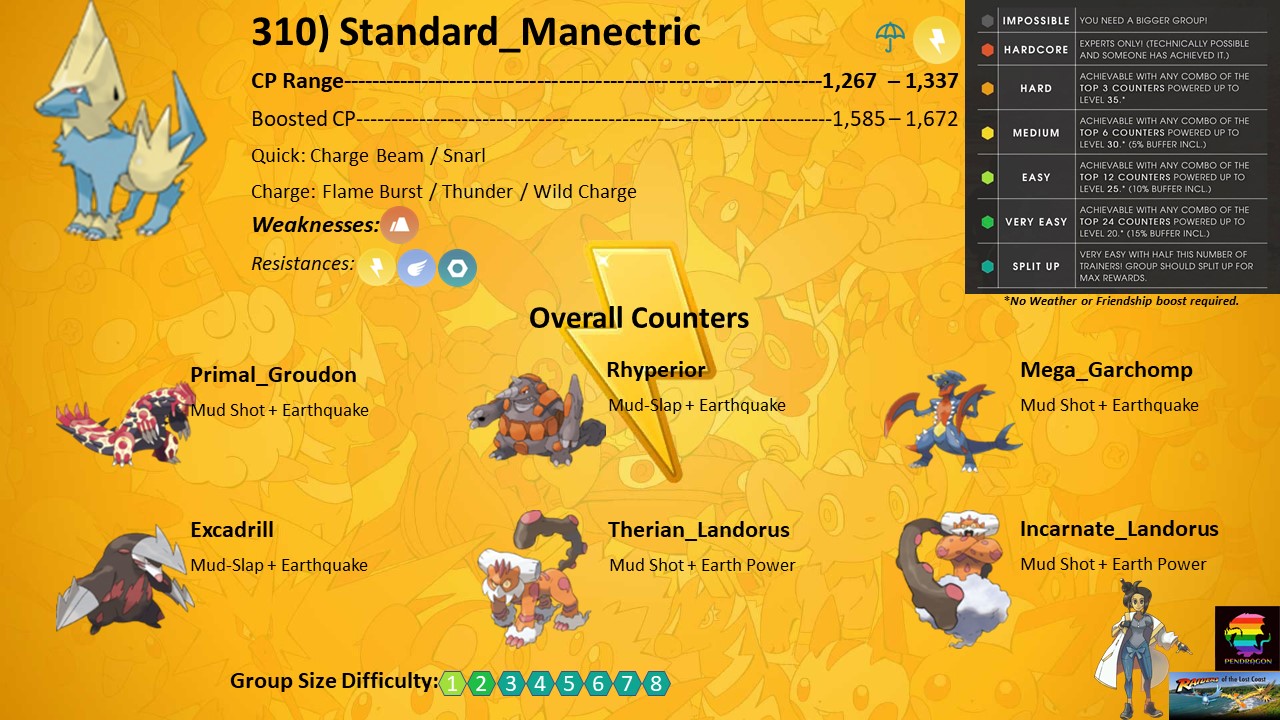 310) Standard_Manectric
CP Range--------------------------------------------------------------------1,267 – 1,337
Boosted CP--------------------------------------------------------------------1,585 – 1,672
Quick: Charge Beam / Snarl
Charge: Flame Burst / Thunder / Wild Charge
Weaknesses:
Resistances:
IMPOSSIBLE YOU NEED A BIGGER GROUP!
HARDCORE EXPERTS ONLY! (TECHNICALLY POSSIBLE
AND SOMEONE HAS ACHIEVED IT.)
HARD ACHIEVABLE WITH ANY COMBO OF THE
TOP 3 COUNTERS POWERED UP TO
LEVEL 35.*
MEDIUM ACHIEVABLE WITH ANY COMBO OF THE
TOP 6 COUNTERS POWERED UP TO
LEVEL 30.* (5% BUFFER INCL.)
EASY ACHIEVABLE WITH ANY COMBO OF THE
TOP 12 COUNTERS POWERED UP TO
LEVEL 25.* (10% BUFFER INCL.)
VERY EASY ACHIEVABLE WITH ANY COMBO OF THE
TOP 24 COUNTERS POWERED UP TO
LEVEL 20.* (15% BUFFER INCL.)
SPLIT UP VERY EASY WITH HALF THIS NUMBER OF
TRAINERS! GROUP SHOULD SPLIT UP FOR
MAX REWARDS.
*No Weather or Friendship boost required.
Overall Counters
Primal_Groudon
Mud Shot + Earthquake
Rhyperior
Mud-Slap + Earthquake
Mega_Garchomp
Mud Shot + Earthquake
Excadrill
Mud-Slap + Earthquake
Therian_Landorus
Mud Shot + Earth Power
Incarnate_Landorus
Mud Shot + Earth Power
Group Size Difficulty: 1 2 3 4 5 6 7 8
PENDRAGON
RAIDERS of the Lost Coast